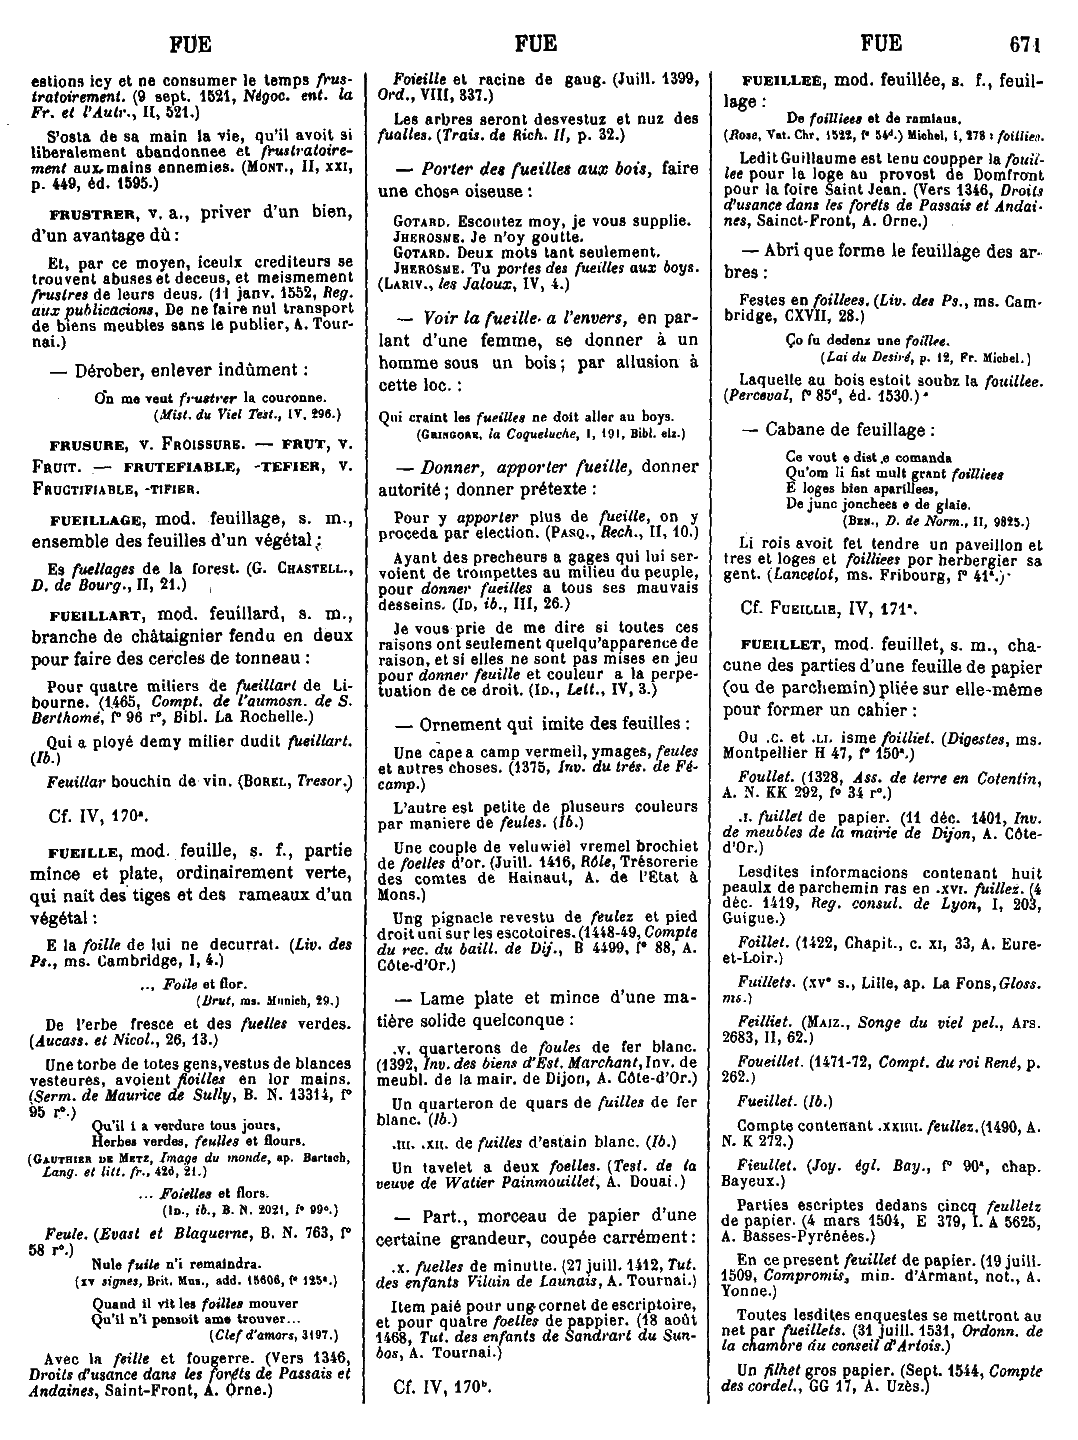 FUE
FUE
FUE
671
estions icy et ne consumer le temps frus-
tratoirement. (9 sept. 1521, Négoc. ent. la
Fr. et l'Autr., II, 521.)
S'osta de sa main la vie, qu'il avoit si
liberalement abandonnee et frustratoire-
ment aux mains ennemies. (MONT., II, XXI,
p. 449, éd. 1595.)
FRUSTRER, v. a., priver d'un bien,
d'un avantage dû :
Et, par ce moyen, iceulx crediteurs se
trouvent abuses et deceus, et meismement
frustres de leurs deus. (11 janv. 1552, Reg.
aux publicacions, De ne faire nul transport
de biens meubles sans le publier, A. Tour-
nai.)
— Dérober, enlever indûment :
On me veut frustrer la couronne.
(Mist. du Viel Test., IV, 296.)
FRUSURE, v. FROISSURE. — FRUT, v.
FRUIT. — FRUTEFIABLE, -TEFIER, v.
FRUCTIFIABLE, -TIFIER.
FUEILLAGE, mod. feuillage, s. m.,
ensemble des feuilles d'un végétal :
Es fuellages de la forest. (G. CHASTELL.,
D. de Bourg., II, 21.)
FUEILLART, mod. feuillard, s. m.,
branche de châtaignier fendu en deux
pour faire des cercles de tonneau :
Pour quatre miliers de fueillart de Li-
bourne. (1465, Compt. de l'aumosn. de S.
Berthomé, f° 96 r°, Bibl. La Rochelle.)
Qui a ployé demy milier dudit fueillart.
(Ib.)
Feuillar bouchin de vin. (BOREL, Tresor.)
Cf. IV, 170ª.
FUEILLE, mod. feuille, s. f., partie
mince et plate, ordinairement verte,
qui nait des tiges et des rameaux d'un
végétal :
E la foille de lui ne decurrat. (Liv. des
Ps., ms. Cambridge, I, 4.)
... Foile et flor.
(Brut, ms. Munich, 29.)
De l'erbe fresce et des fuelles verdes.
(Aucass. et Nicol., 26, 13.)
Une torbe de totes gens, vestus de blances
vesteures, avoient floilles en lor mains.
(Serm. de Maurice de Sully, B. N. 13314, f°
95 r°.)
Qu'il i a verdure tous jours,
Herbes verdes, feulles et flours.
(GAUTHIER DE METZ, Image du monde, ap. Bartsch,
Lang. et litt. fr., 426, 21.)
... Foielles et flors.
(ID., ib., B. N. 2021, f° 99ᶜ.)
Feule. (Evast et Blaquerne, B. N. 763, f°
58 r°.)
Nule fuile n'i remaindra.
(XV signes, Brit. Mus., add. 15606, f° 125ª.)
Quand il vit les foilles mouver
Qu'il n'i pensoit ame trouver...
(Clef d'amors, 3197.)
Avec la feille et fougerre. (Vers 1346,
Droits d'usance dans les forêts de Passais et
Andaines, Saint-Front, A. Orne.)
Foieille et racine de gaug. (Juill. 1399,
Ord., VIII, 337.)
Les arbres seront desvestuz et nuz des
fualles. (Trais. de Rich. II, p. 32.)
— Porter des fueilles aux bois, faire
une chose oiseuse :
GOTARD. Escoutez moy, je vous supplie.
JHEROSME. Je n'oy goutte.
GOTARD. Deux mots tant seulement.
JHEROSME. Tu portes des fueilles aux boys.
(LARIV., les Jaloux, IV, 4.)
— Voir la fueille a l'envers, en par-
lant d'une femme, se donner à un
homme sous un bois ; par allusion à
cette loc. :
Qui craint les fueilles ne doit aller au boys.
(GRINGORE, la Coqueluche, I, 191, Bibl. elz.)
— Donner, apporter fueille, donner
autorité ; donner prétexte :
Pour y apporter plus de fueille, on y
proceda par election. (PASQ., Rech., II, 10.)
Ayant des precheurs a gages qui lui ser-
voient de trompettes au milieu du peuple,
pour donner fueilles a tous ses mauvais
desseins. (ID, ib., III, 26.)
Je vous prie de me dire si toutes ces
raisons ont seulement quelqu'apparence de
raison, et si elles ne sont pas mises en jeu
pour donner feuille et couleur a la perpe-
tuation de ce droit. (ID., Lett., IV, 3.)
— Ornement qui imite des feuilles :
Une cape a camp vermeil, ymages, feules
et autres choses. (1375, Inv. du trés. de Fé-
camp.)
L'autre est petite de pluseurs couleurs
par maniere de feules. (Ib.)
Une couple de veluwiel vremel brochiet
de foelles d'or. (Juill. 1416, Rôle, Trésorerie
des comtes de Hainaut, A. de l'Etat à
Mons.)
Ung pignacle revestu de feulez et pied
droit uni sur les escotoires. (1448-49, Compte
du rec. du baill. de Dij., B 4499, f° 88, A.
Côte-d'Or.)
— Lame plate et mince d'une ma-
tière solide quelconque :
.v. quarterons de foules de fer blanc.
(1392, Inv. des biens d'Est. Marchant, Inv. de
meubl. de la mair. de Dijon, A. Côte-d'Or.)
Un quarteron de quars de fuilles de fer
blanc. (Ib.)
.III. .XII. de fuilles d'estain blanc. (Ib.)
Un tavelet a deux foelles. (Test. de la
veuve de Watier Painmouillet, A. Douai.)
— Part., morceau de papier d'une
certaine grandeur, coupée carrément :
.x. fuelles de minutte. (27 juill. 1412, Tut.
des enfants Vilain de Launais, A. Tournai.)
Item paié pour ung cornet de escriptoire,
et pour quatre foelles de pappier. (18 août
1468, Tut. des enfants de Sandrart du Sun-
bos, A. Tournai.)
Cf. IV, 170ᵇ.
FUEILLEE, mod. feuillée, s. f., feuil-
lage :
De foilliees et de ramiaus.
(Rose, Vat. Chr. 1522, f° 54ᵈ.) Michel, I, 278 : foillies.
Ledit Guillaume est tenu coupper la fouil-
lee pour la loge au provost de Domfront
pour la foire Saint Jean. (Vers 1346, Droits
d'usance dans les forêts de Passais et Andai-
nes, Sainct-Front, A. Orne.)
— Abri que forme le feuillage des ar-
bres :
Festes en foillees. (Liv. des Ps., ms. Cam-
bridge, CXVII, 28.)
Ço fu dedenz une foillee.
(Lai du Desiré, p. 12, Fr. Michel.)
Laquelle au bois estoit soubz la fouillee.
(Perceval, f° 85ᵈ, éd. 1530.)
— Cabane de feuillage :
Ce vout e dist e comanda
Qu'om li fist mult grant foilliees
E loges bien apareillees,
De junc jonchees e de glaie.
(BEN., D. de Norm., II, 9825.)
Li rois avoit fet tendre un paveillon et
tres et loges et foilliees por herbergier sa
gent. (Lancelot, ms. Fribourg, f° 41ª.)
Cf. FUEILLIE, IV, 171ª.
FUEILLET, mod. feuillet, s. m., cha-
cune des parties d'une feuille de papier
(ou de parchemin) pliée sur elle-même
pour former un cahier :
Ou .C. et .LI. isme foilliet. (Digestes, ms.
Montpellier H 47, f° 150ª.)
Foullet. (1328, Ass. de terre en Cotentin,
A. N. KK 292, f° 34 r°.)
.I. fuillet de papier. (11 déc. 1401, Inv.
de meubles de la mairie de Dijon, A. Côte-
d'Or.)
Lesdites informacions contenant huit
peaulx de parchemin ras en .XVI. fuillez. (4
déc. 1419, Reg. consul. de Lyon, I, 203,
Guigue.)
Foillet. (1422, Chapit., c. XI, 33, A. Eure-
et-Loir.)
Fuillets. (XVᵉ s., Lille, ap. La Fons, Gloss.
ms.)
Feilliet. (MAIZ., Songe du viel pel., Ars.
2683, II, 62.)
Foueillet. (1471-72, Compt. du roi René, p.
262.)
Fueillet. (Ib.)
Compte contenant .XXIIII. feullez. (1490, A.
N. K 272.)
Fieullet. (Joy. égl. Bay., f° 90ª, chap.
Bayeux.)
Parties escriptes dedans cincq feulletz
de papier. (4 mars 1504, E 379, I. A 5625,
A. Basses-Pyrénées.)
En ce present feuillet de papier. (19 juill.
1509, Compromis, min. d'Armant, not., A.
Yonne.)
Toutes lesdites enquestes se mettront au
net par fueillets. (31 juill. 1531, Ordonn. de
la chambre du conseil d'Artois.)
Un filhet gros papier. (Sept. 1544, Compte
des cordel., GG 17, A. Uzès.)